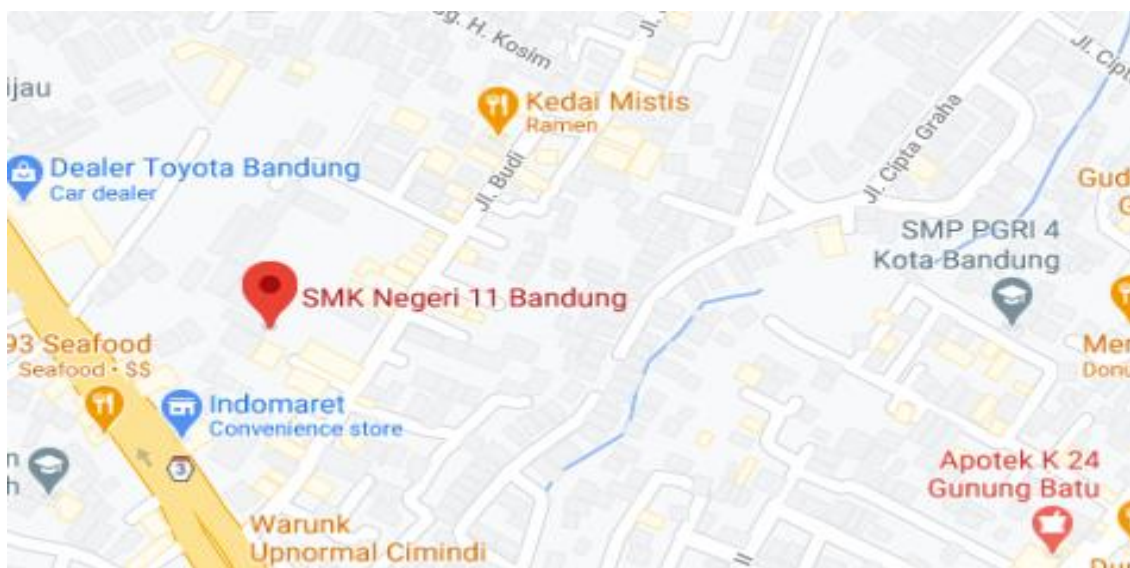 H. Kosim
Jl. Cipta
ijau
Kedai Mistis
Ramen
Dealer Toyota Bandung
Car dealer
Jl. Budi
Jl. Cipta Graha
Gud
G
SMP PGRI 4
Kota Bandung
SMK Negeri 11 Bandung
93 Seafood
Seafood • $$
Mer
Donu
Indomaret
Convenience store
3
n
h
Apotek K 24
Gunung Batu
Warunk
Upnormal Cimindi